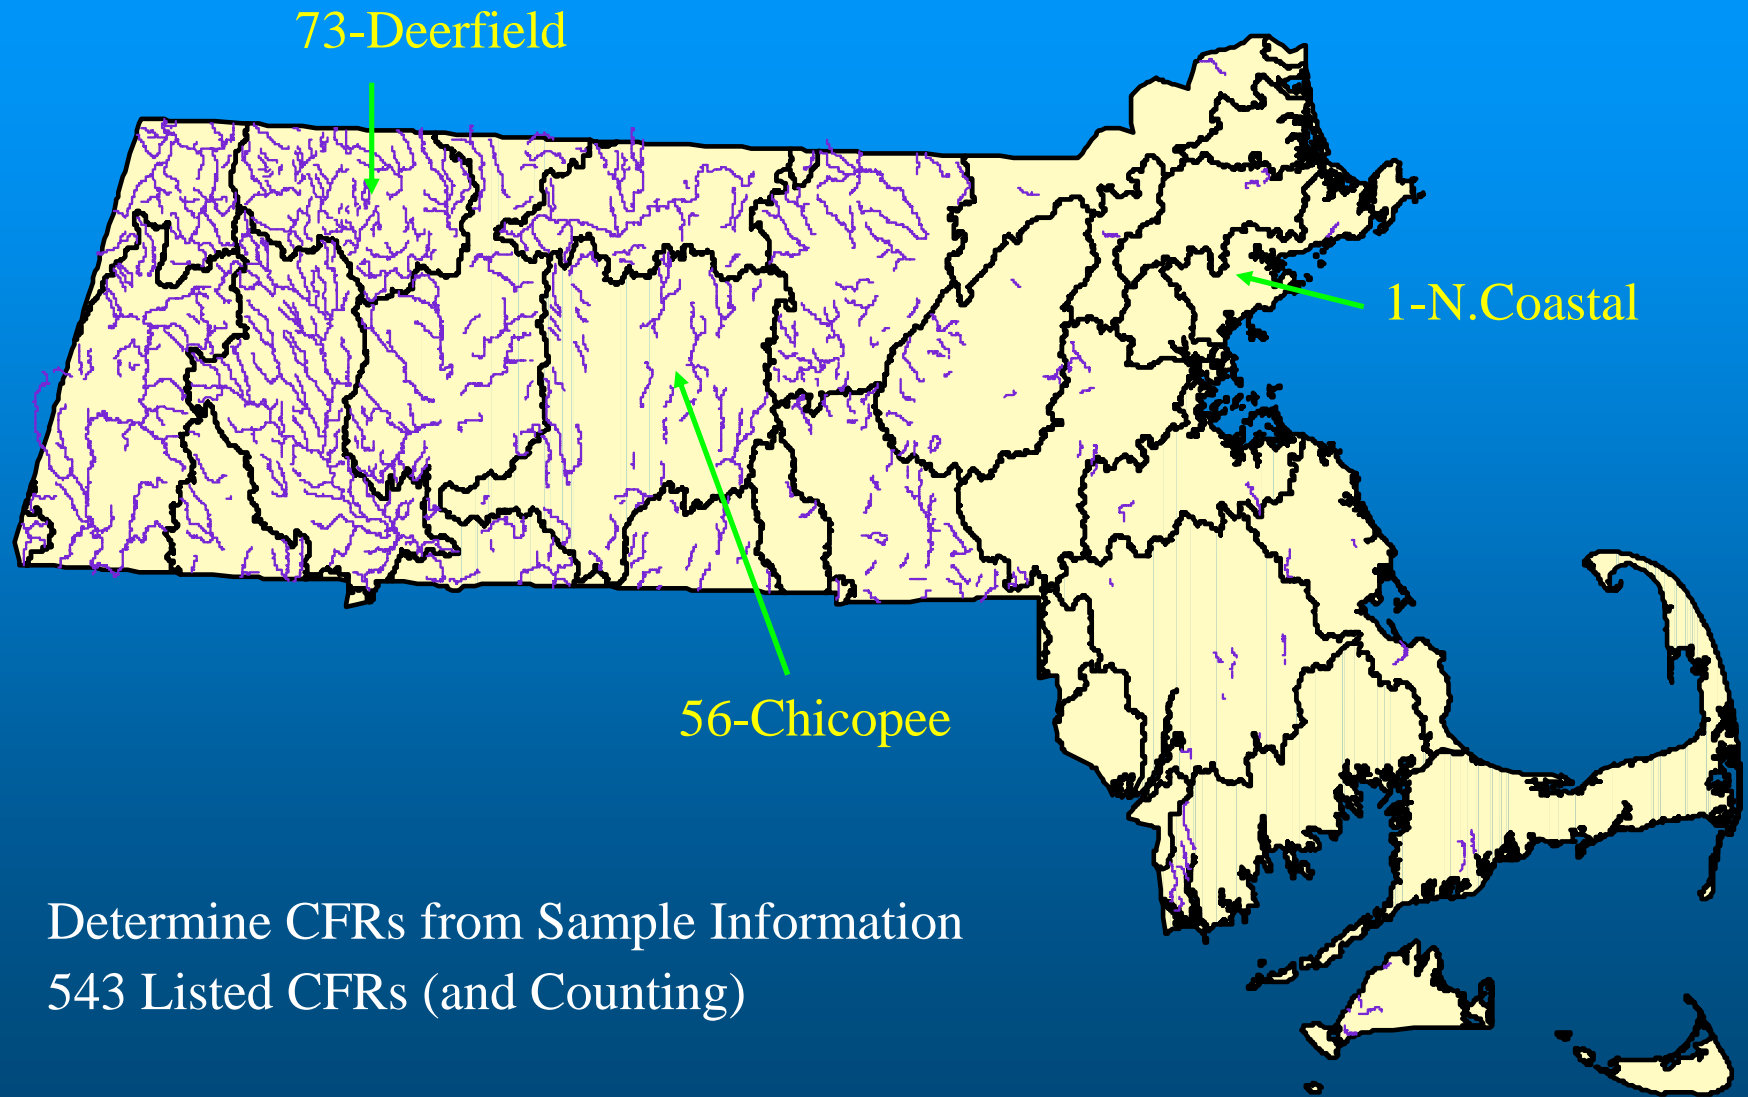 73-Deerfield
1-N.Coastal
56-Chicopee
Determine CFRs from Sample Information
543 Listed CFRs (and Counting)